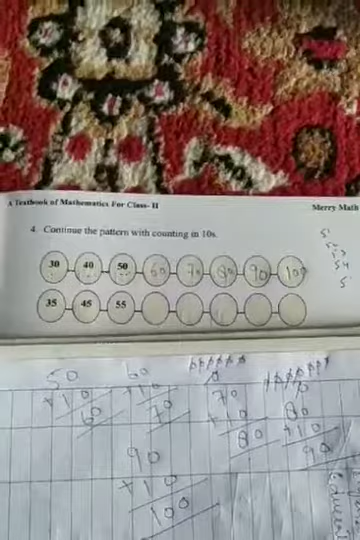 A Textbook of Mathematics For Class- II
Merry Math
4. Continue the pattern with counting in 10s.
30 40 50 60 70 80 90 100
35 45 55
50 60 70 80
+10 +10 +10 +10
60 70 80 90
90
+10
100